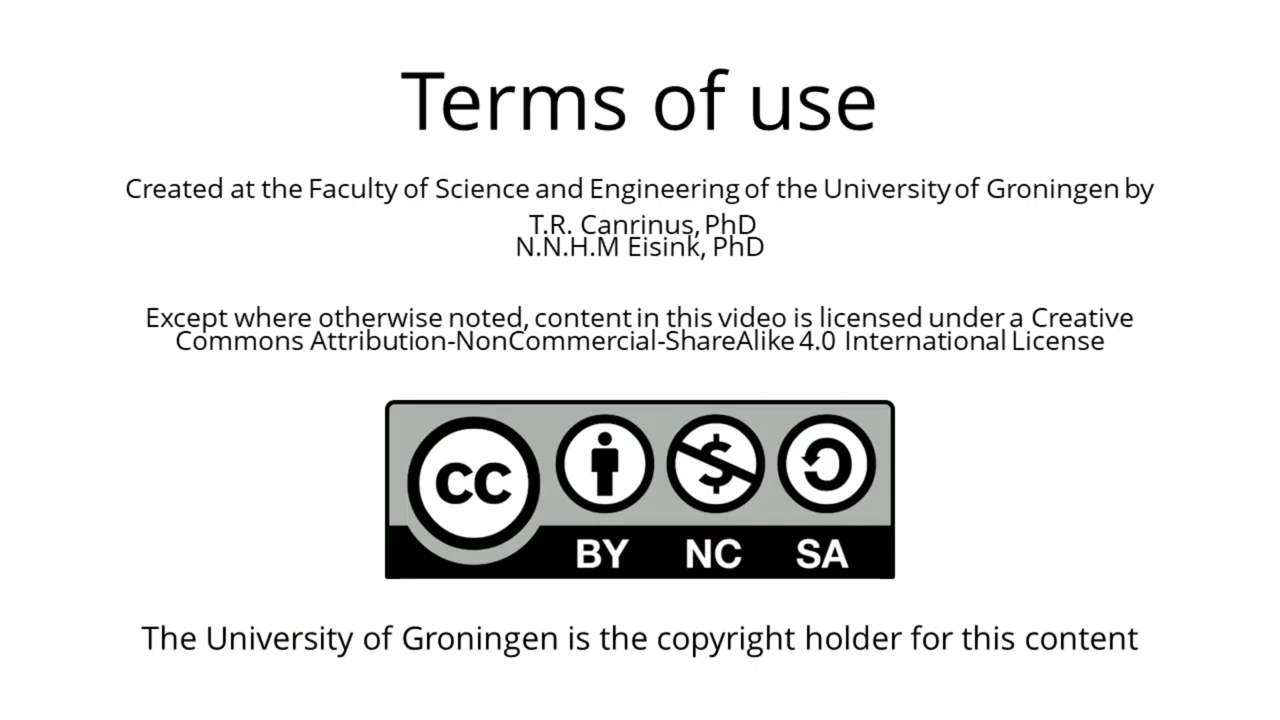 Terms of use
Created at the Faculty of Science and Engineering of the University of Groningen by
T.R. Canrinus, PhD
N.N.H.M Eisink, PhD
Except where otherwise noted, content in this video is licensed under a Creative
Commons Attribution-NonCommercial-ShareAlike 4.0 International License
cc
BY NC SA
The University of Groningen is the copyright holder for this content